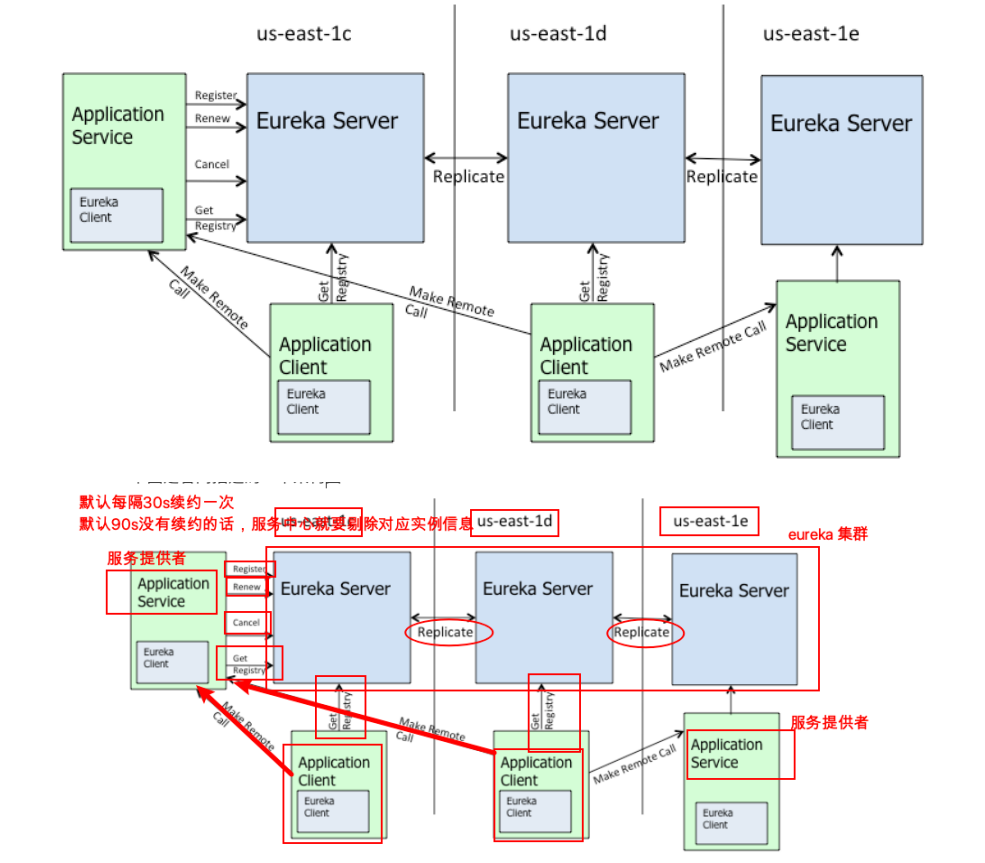 us-east-1c
us-east-1d
us-east-1e
Application
Service
Eureka
Client
Register
Renew
Cancel
Get
Registry
Eureka Server
Replicate
Eureka Server
Replicate
Eureka Server
Make Remote
Call
Get
Registry
Make Remote
Call
Get
Registry
Make Remote Call
Application
Client
Eureka
Client
Application
Client
Eureka
Client
Application
Service
Eureka
Client
默认每隔30s续约一次
默认90s没有续约的话，服务中心就要剔除对应实例信息
us-east-1d
us-east-1e
eureka 集群
服务提供者
Application
Service
Eureka
Client
Register
Renew
Cancel
Get
Registry
Eureka Server
Replicate
Eureka Server
Replicate
Eureka Server
Make Remote
Call
Get
Registry
Make Remote
Call
Get
Registry
Make Remote Call
服务提供者
Application
Client
Eureka
Client
Application
Client
Eureka
Client
Application
Service
Eureka
Client